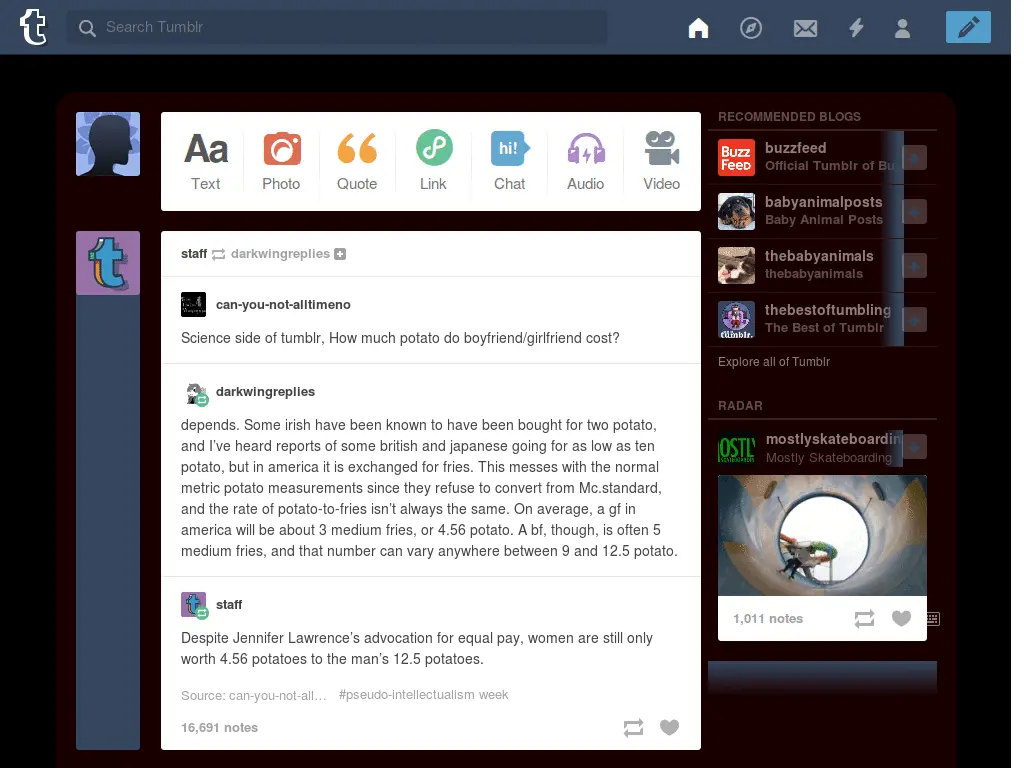 Search Tumblr
Aa
hi!
Text
Photo
Quote
Link
Chat
Audio
Video
staff darkwingreplies
can-you-not-alltimeno
Science side of tumblr, How much potato do boyfriend/girlfriend cost?
darkwingreplies
depends. Some irish have been known to have been bought for two potato,
and I’ve heard reports of some british and japanese going for as low as ten
potato, but in america it is exchanged for fries. This messes with the normal
metric potato measurements since they refuse to convert from Mc.standard,
and the rate of potato-to-fries isn’t always the same. On average, a gf in
america will be about 3 medium fries, or 4.56 potato. A bf, though, is often 5
medium fries, and that number can vary anywhere between 9 and 12.5 potato.
staff
Despite Jennifer Lawrence’s advocation for equal pay, women are still only
worth 4.56 potatoes to the man’s 12.5 potatoes.
Source: can-you-not-all… #pseudo-intellectualism week
16,691 notes
RECOMMENDED BLOGS
BuzzFeed
buzzfeed
Official Tumblr of Bu
babyanimalposts
Baby Animal Posts
thebabyanimals
thebabyanimals
thebestoftumbling
The Best of Tumblr
Explore all of Tumblr
RADAR
mostlyskateboardin
Mostly Skateboarding
1,011 notes